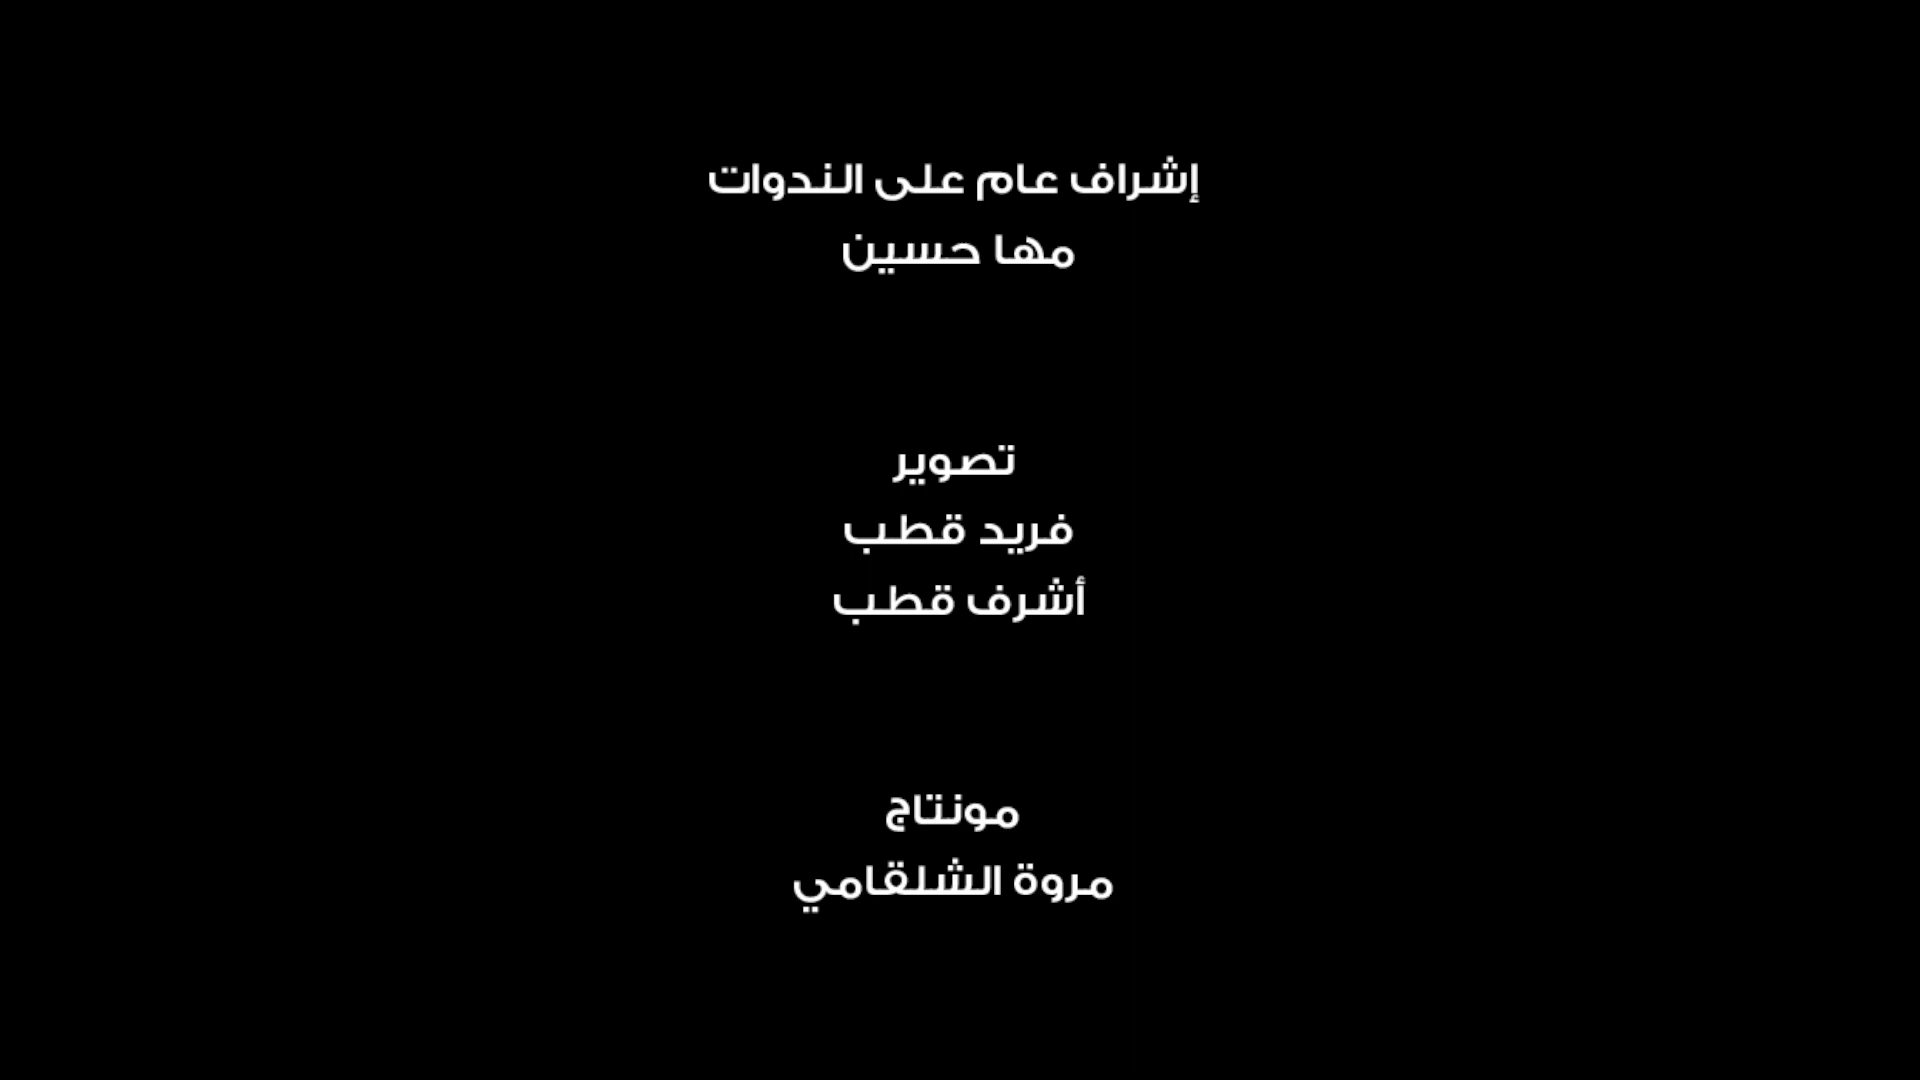 إشراف عام على الندوات
مها حسين
تصوير
فريد قطب
أشرف قطب
مونتاج
مروة الشلقامي